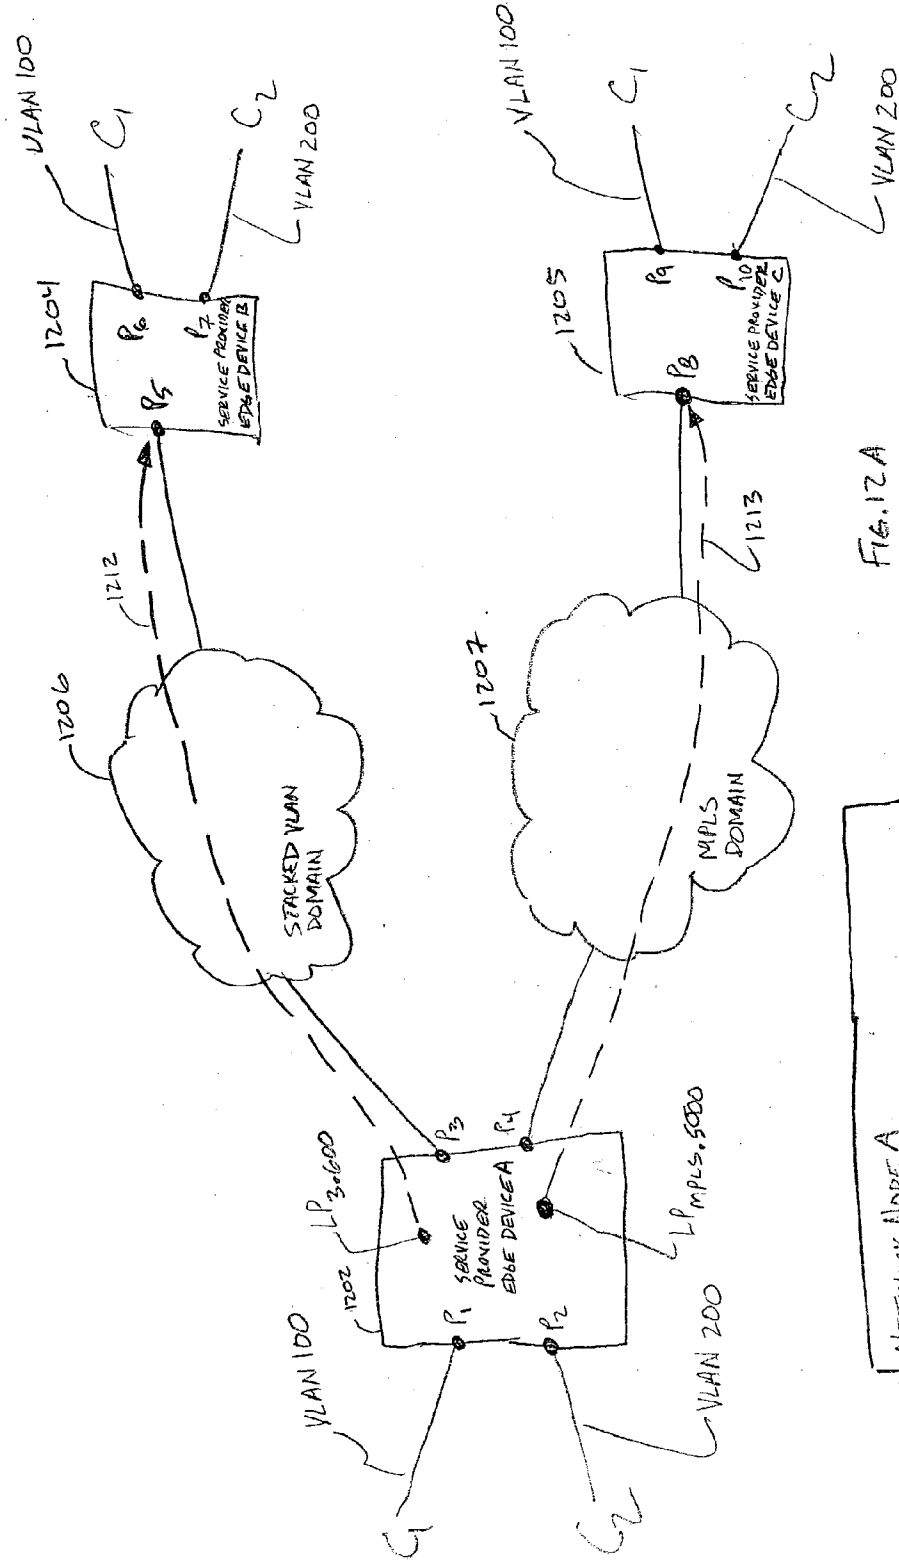 C1
VLAN 100
C2
VLAN 200
1202
P1
P2
SERVICE
PROVIDER
EDGE DEVICE A
LP3.600
LPMPLS.5000
P3
P4
1206
STACKED VLAN
DOMAIN
1212
1207
MPLS
DOMAIN
1213
1204
P5
P6
P7
SERVICE PROVIDER
EDGE DEVICE B
VLAN 100
C1
C2
VLAN 200
1205
P8
P9
P10
SERVICE PROVIDER
EDGE DEVICE C
VLAN 100
C1
C2
VLAN 200
FIG. 12A